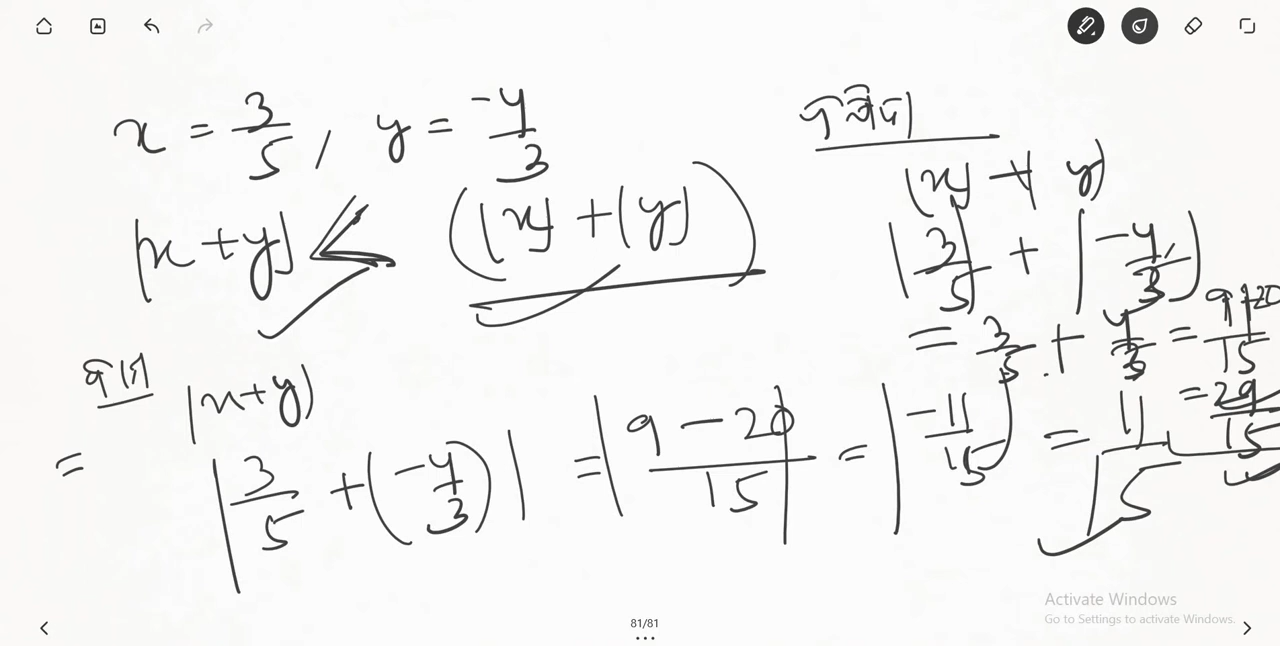 x = 3/5, y = -4/3
|x+y| < (|x| + |y|)
|x+y|
= |3/5 + (-4/3)| = |9-20/15| = |-11/15| = 11/15
|x| + |y|
|3/5| + |-4/3|
= 3/5 + 4/3 = 9+20/15
= 29/15
Activate Windows
Go to Settings to activate Windows.
81/81